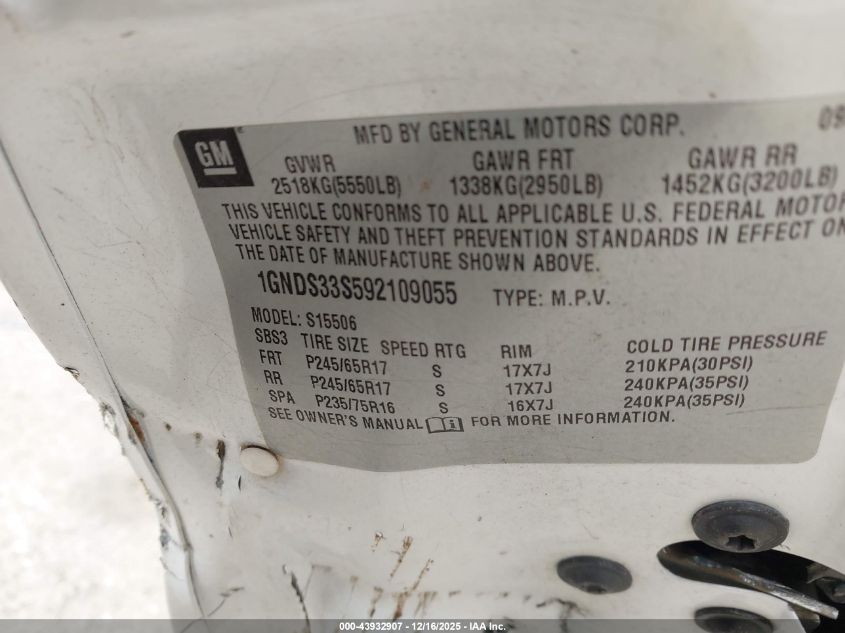 MFD BY GENERAL MOTORS CORP. 09
GM
GVWR GAWR FRT GAWR RR
2518KG(5550LB) 1338KG(2950LB) 1452KG(3200LB)
THIS VEHICLE CONFORMS TO ALL APPLICABLE U.S. FEDERAL MOTOR
VEHICLE SAFETY AND THEFT PREVENTION STANDARDS IN EFFECT ON
THE DATE OF MANUFACTURE SHOWN ABOVE.
1GNDS33S592109055 TYPE: M.P.V.
MODEL: S15506
SBS3 TIRE SIZE SPEED RTG RIM COLD TIRE PRESSURE
FRT P245/65R17 S 17X7J 210KPA(30PSI)
RR P245/65R17 S 17X7J 240KPA(35PSI)
SPA P235/75R16 S 16X7J 240KPA(35PSI)
SEE OWNER'S MANUAL FOR MORE INFORMATION.
000-43932907 - 12/16/2025 - IAA Inc.